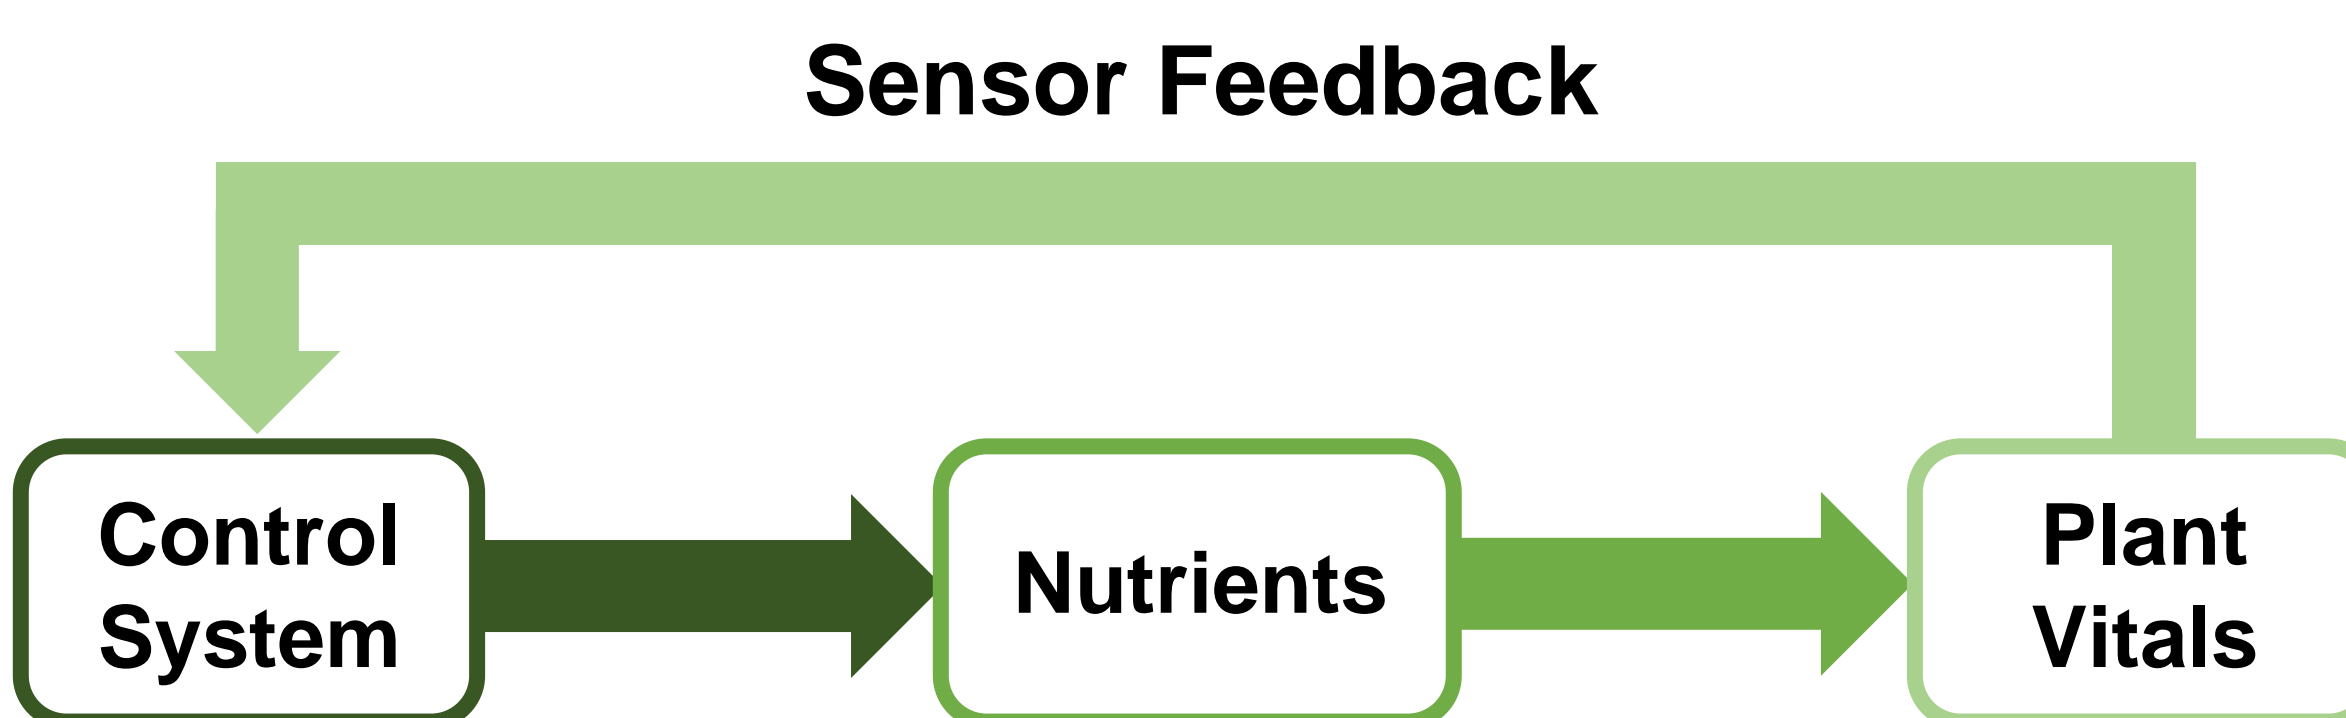 Sensor Feedback
Control
System
Nutrients
Plant
Vitals